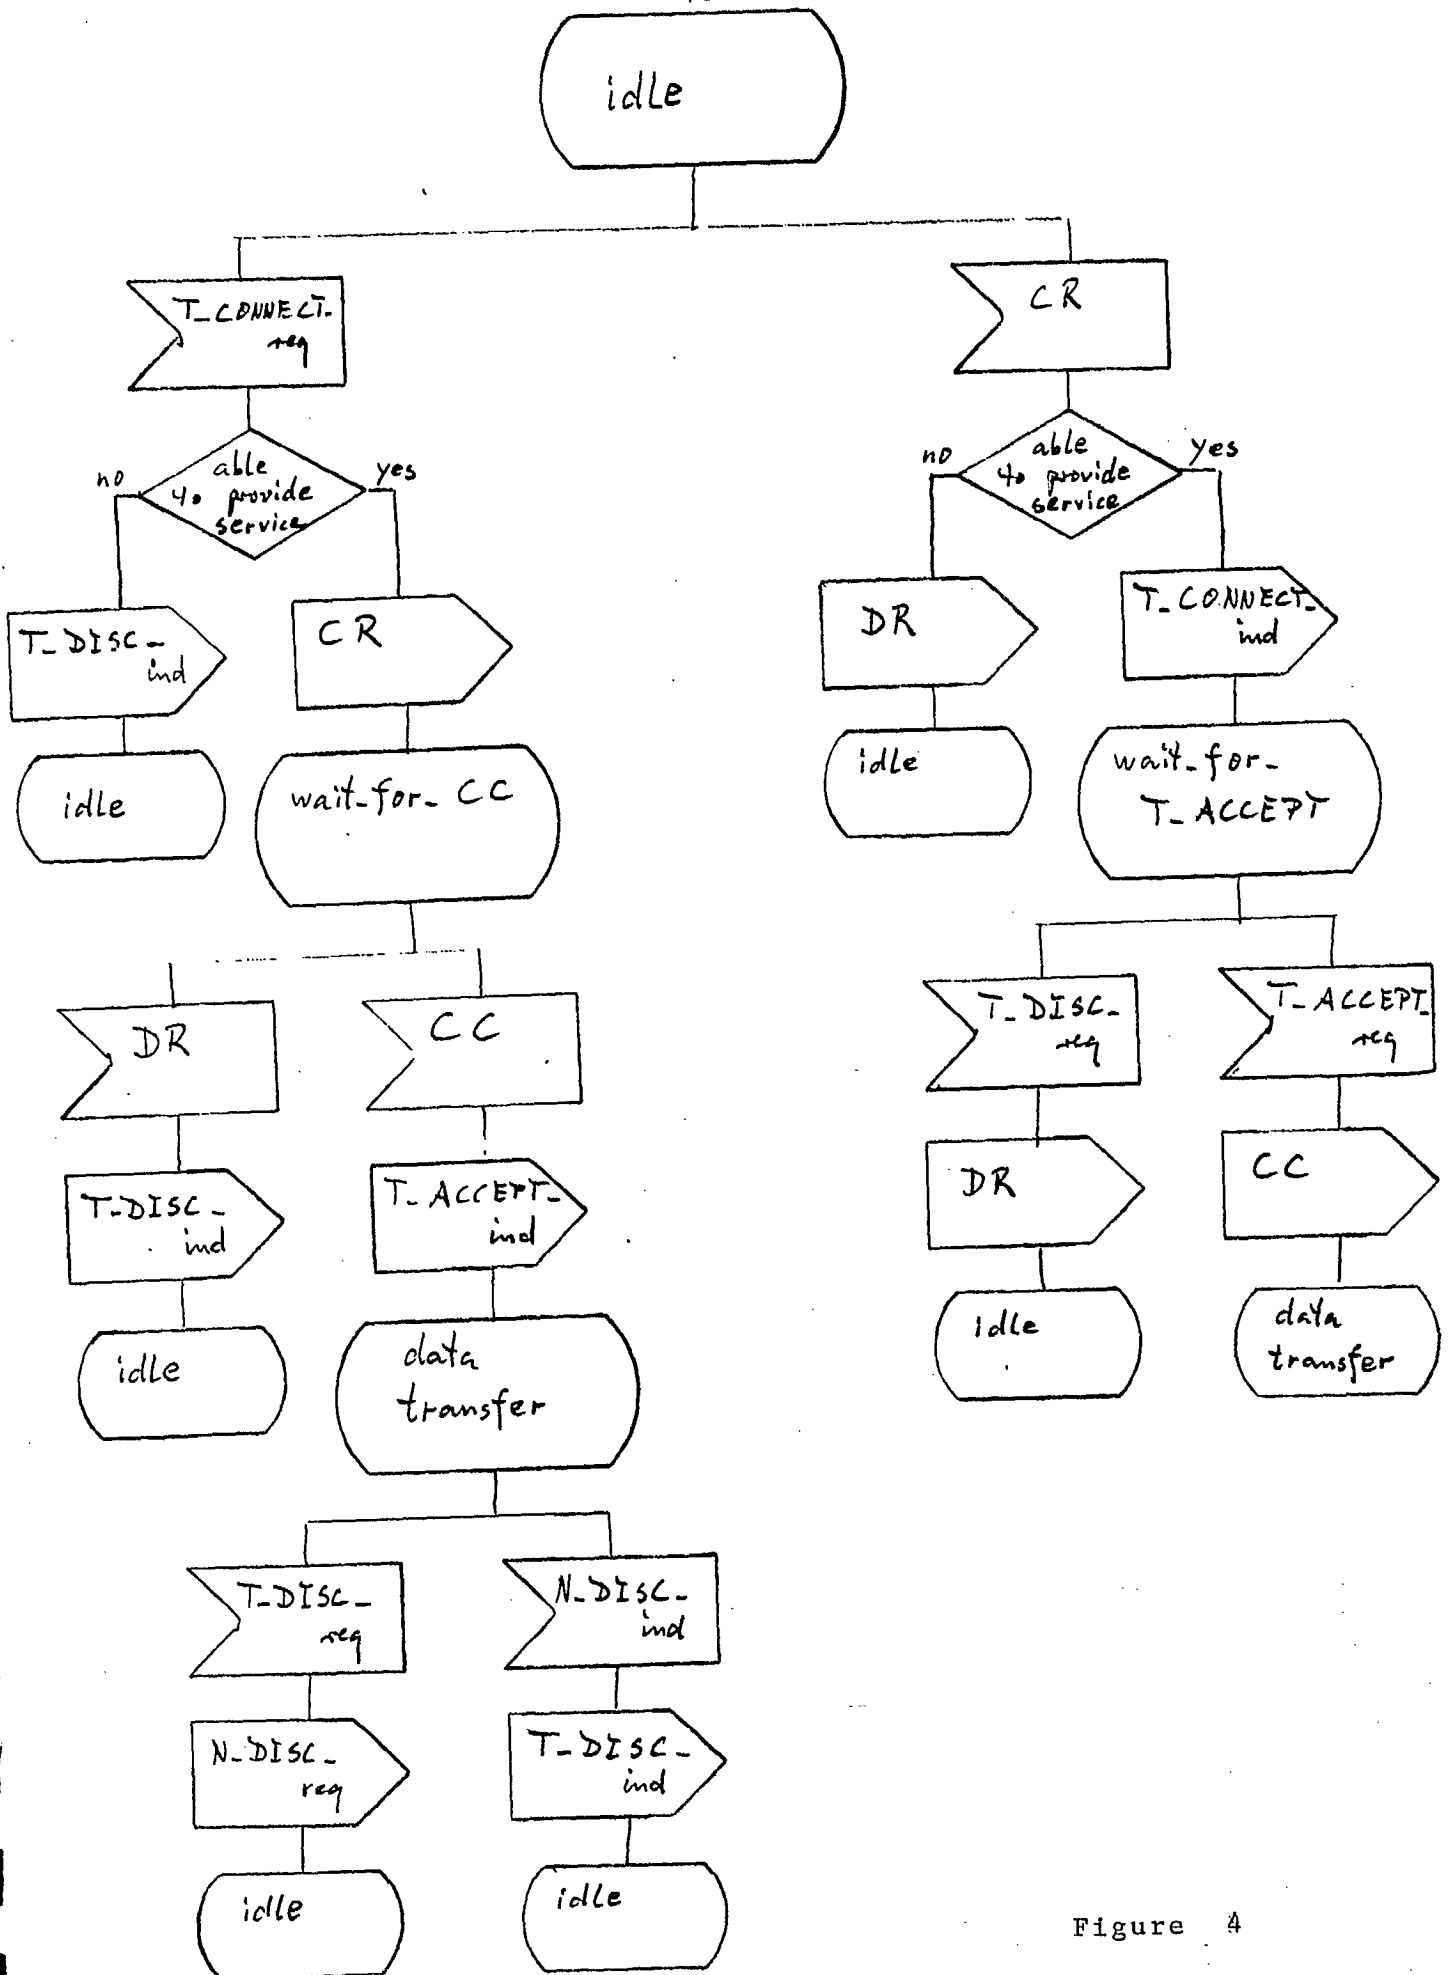 idle
T_CONNECT_
req
CR
able
to provide
service
no
yes
able
to provide
service
no
yes
T_DISC_
ind
CR
DR
T_CONNECT_
ind
idle
wait_for_CC
idle
wait_for_
T_ACCEPT
DR
CC
T_DISC_
req
T_ACCEPT_
req
T_DISC_
ind
T_ACCEPT_
ind
DR
CC
idle
data
transfer
idle
data
transfer
T_DISC_
req
N_DISC_
ind
N_DISC_
req
T_DISC_
ind
idle
idle
Figure 4